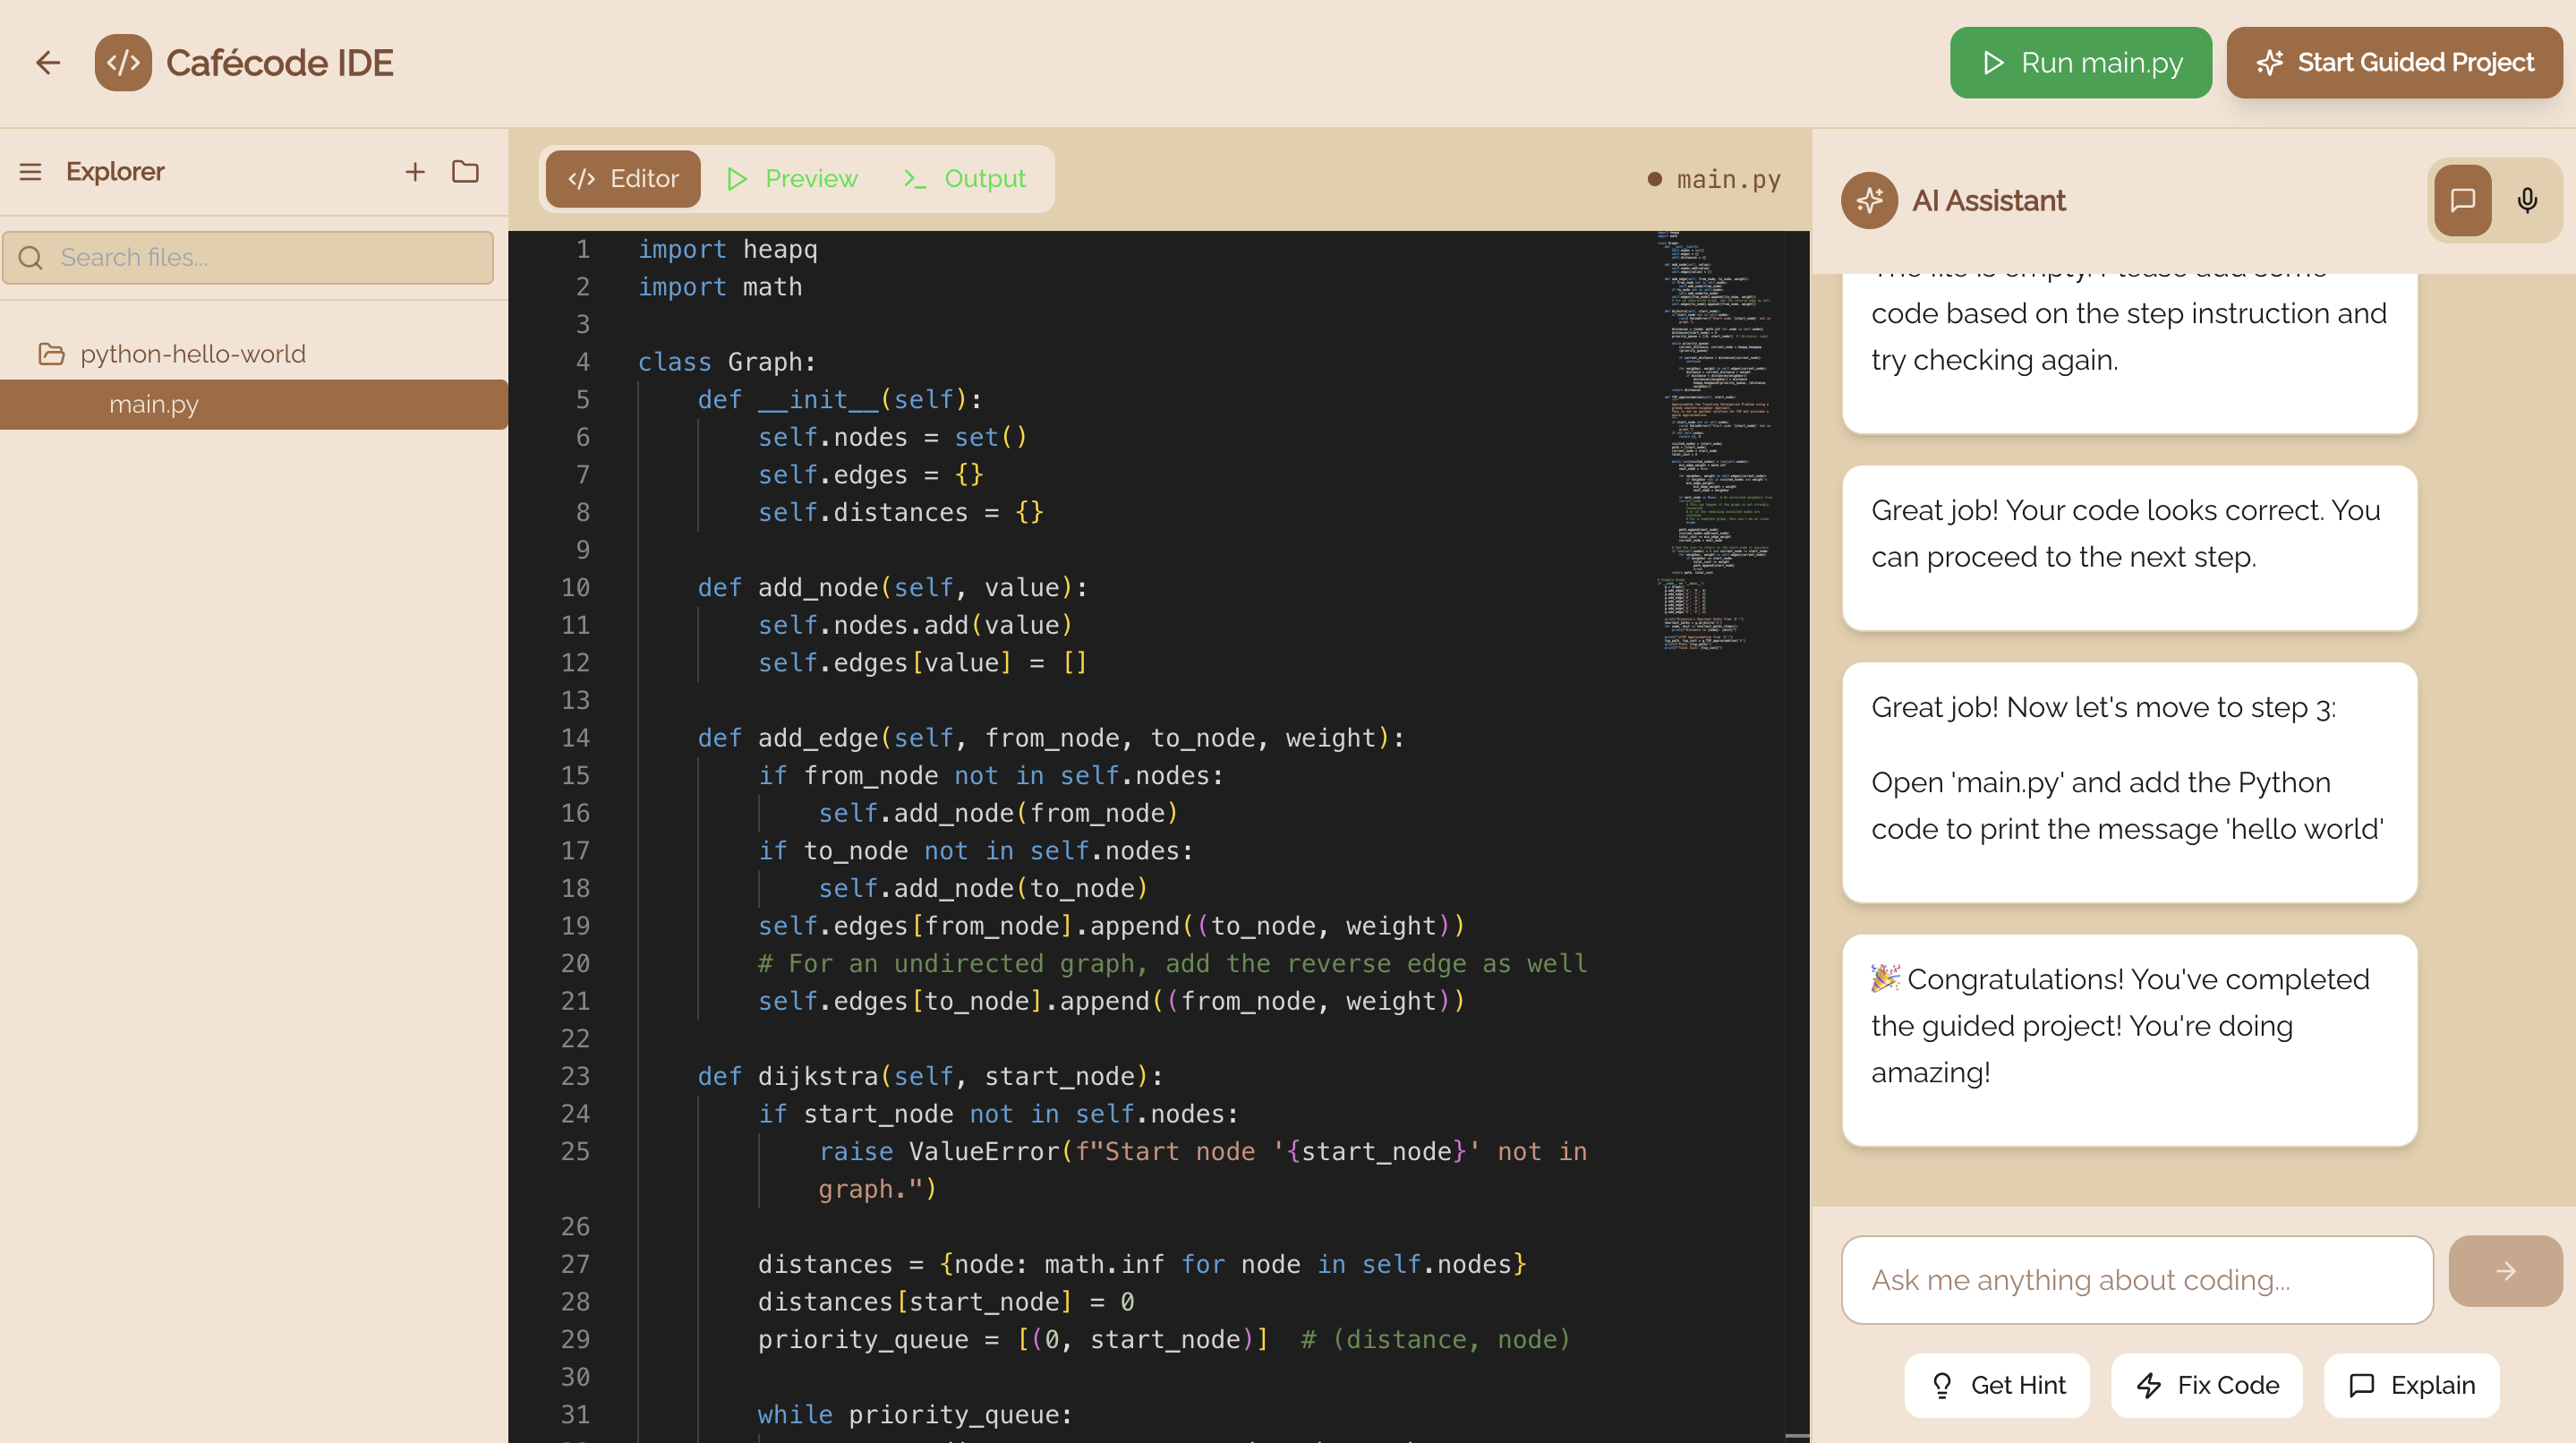 Cafécode IDE
Run main.py
Start Guided Project
Explorer
Search files...
python-hello-world
main.py
Editor
Preview
Output
main.py
1 import heapq
2 import math
3
4 class Graph:
5 def __init__(self):
6 self.nodes = set()
7 self.edges = {}
8 self.distances = {}
9
10 def add_node(self, value):
11 self.nodes.add(value)
12 self.edges[value] = []
13
14 def add_edge(self, from_node, to_node, weight):
15 if from_node not in self.nodes:
16 self.add_node(from_node)
17 if to_node not in self.nodes:
18 self.add_node(to_node)
19 self.edges[from_node].append((to_node, weight))
20 # For an undirected graph, add the reverse edge as well
21 self.edges[to_node].append((from_node, weight))
22
23 def dijkstra(self, start_node):
24 if start_node not in self.nodes:
25 raise ValueError(f"Start node '{start_node}' not in
graph.")
26
27 distances = {node: math.inf for node in self.nodes}
28 distances[start_node] = 0
29 priority_queue = [(0, start_node)]  # (distance, node)
30
31 while priority_queue:
AI Assistant
The file is empty. Please add some
code based on the step instruction and
try checking again.
Great job! Your code looks correct. You
can proceed to the next step.
Great job! Now let's move to step 3:
Open 'main.py' and add the Python
code to print the message 'hello world'
🎉 Congratulations! You've completed
the guided project! You're doing
amazing!
Ask me anything about coding...
Get Hint
Fix Code
Explain